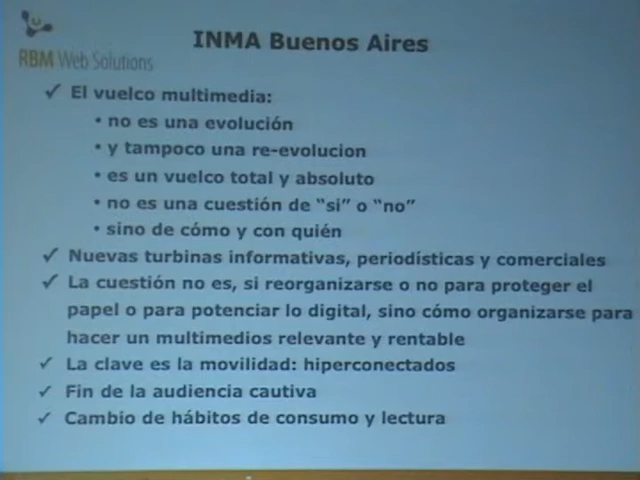 INMA Buenos Aires
RBM Web Solutions
✓ El vuelco multimedia:
• no es una evolución
• y tampoco una re-evolucion
• es un vuelco total y absoluto
• no es una cuestión de “si” o “no”
• sino de cómo y con quién
✓ Nuevas turbinas informativas, periodísticas y comerciales
✓ La cuestión no es, si reorganizarse o no para proteger el
papel o para potenciar lo digital, sino cómo organizarse para
hacer un multimedios relevante y rentable
✓ La clave es la movilidad: hiperconectados
✓ Fin de la audiencia cautiva
✓ Cambio de hábitos de consumo y lectura